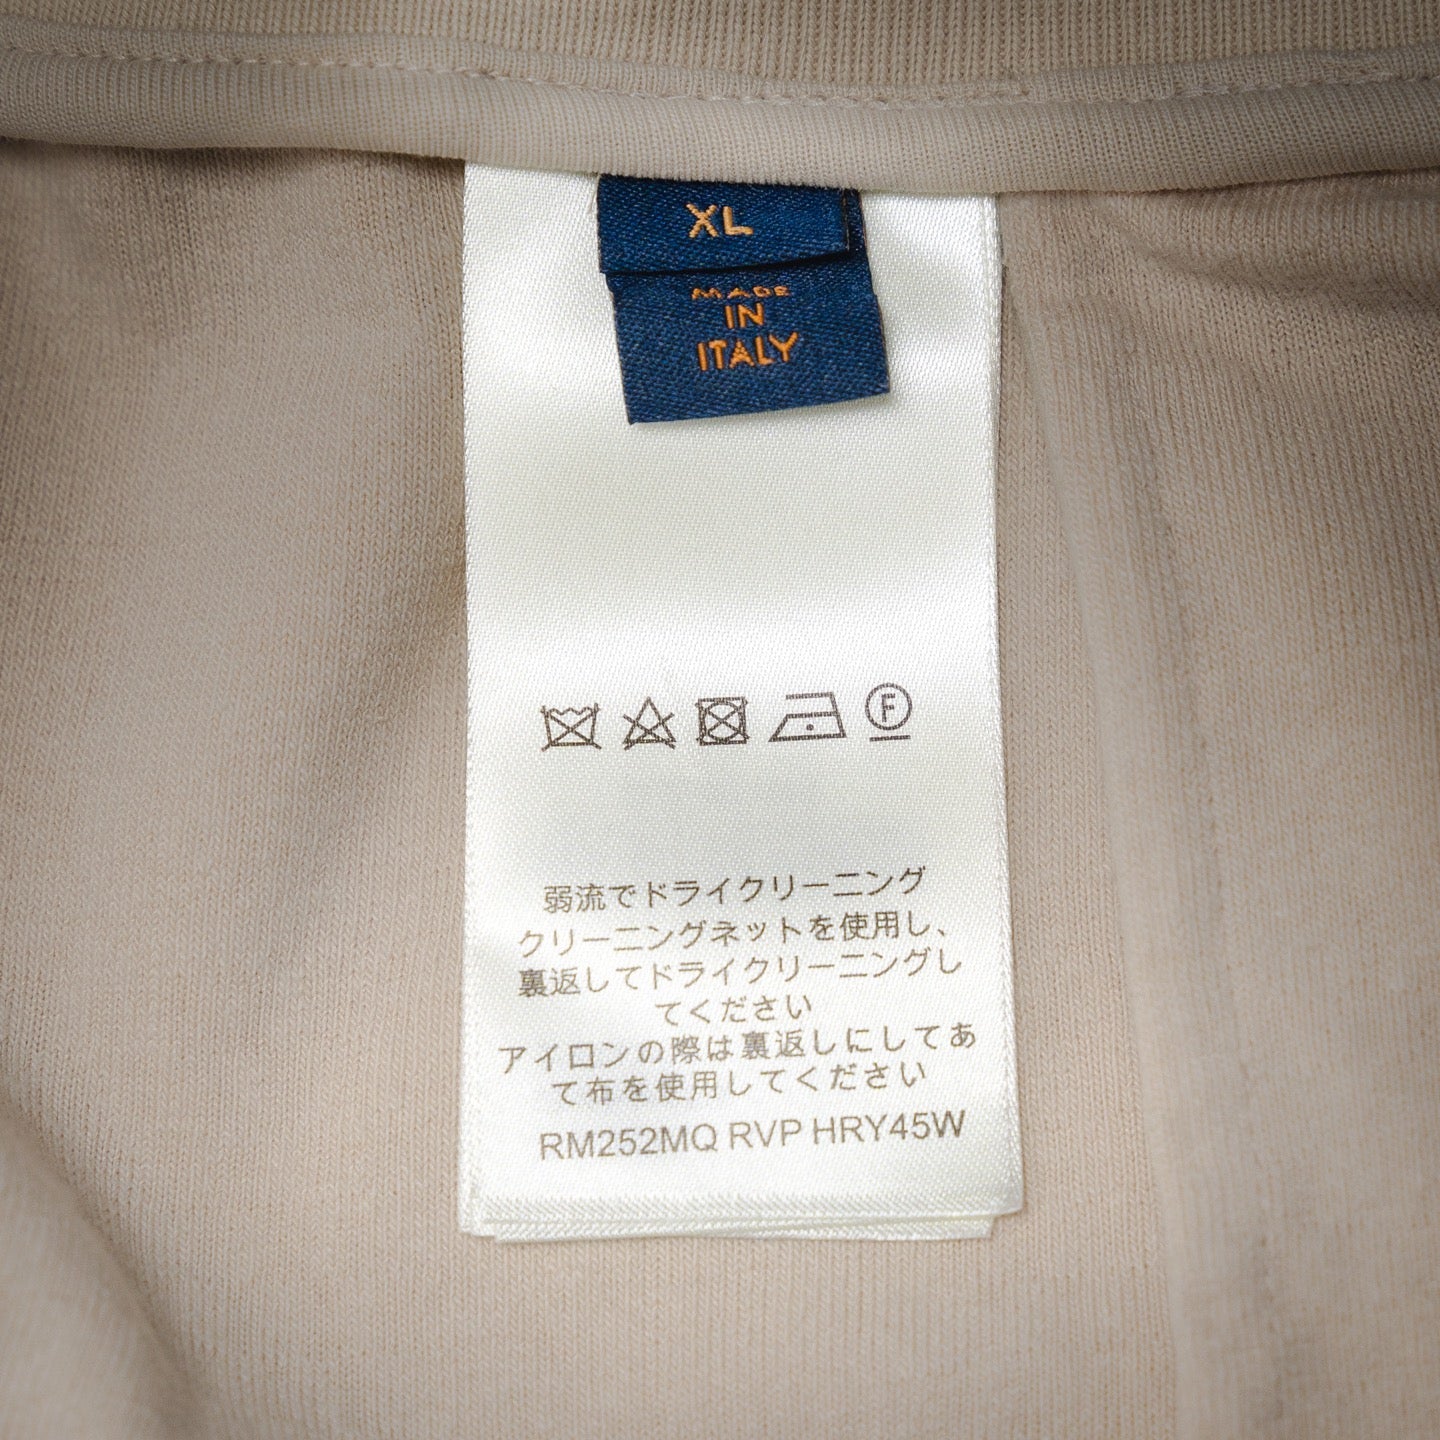 XL
MADE
IN
ITALY
F
弱流でドライクリーニング
クリーニングネットを使用し、
裏返してドライクリーニングし
てください
アイロンの際は裏返しにしてあ
て布を使用してください
RM252MQ RVP HRY45W